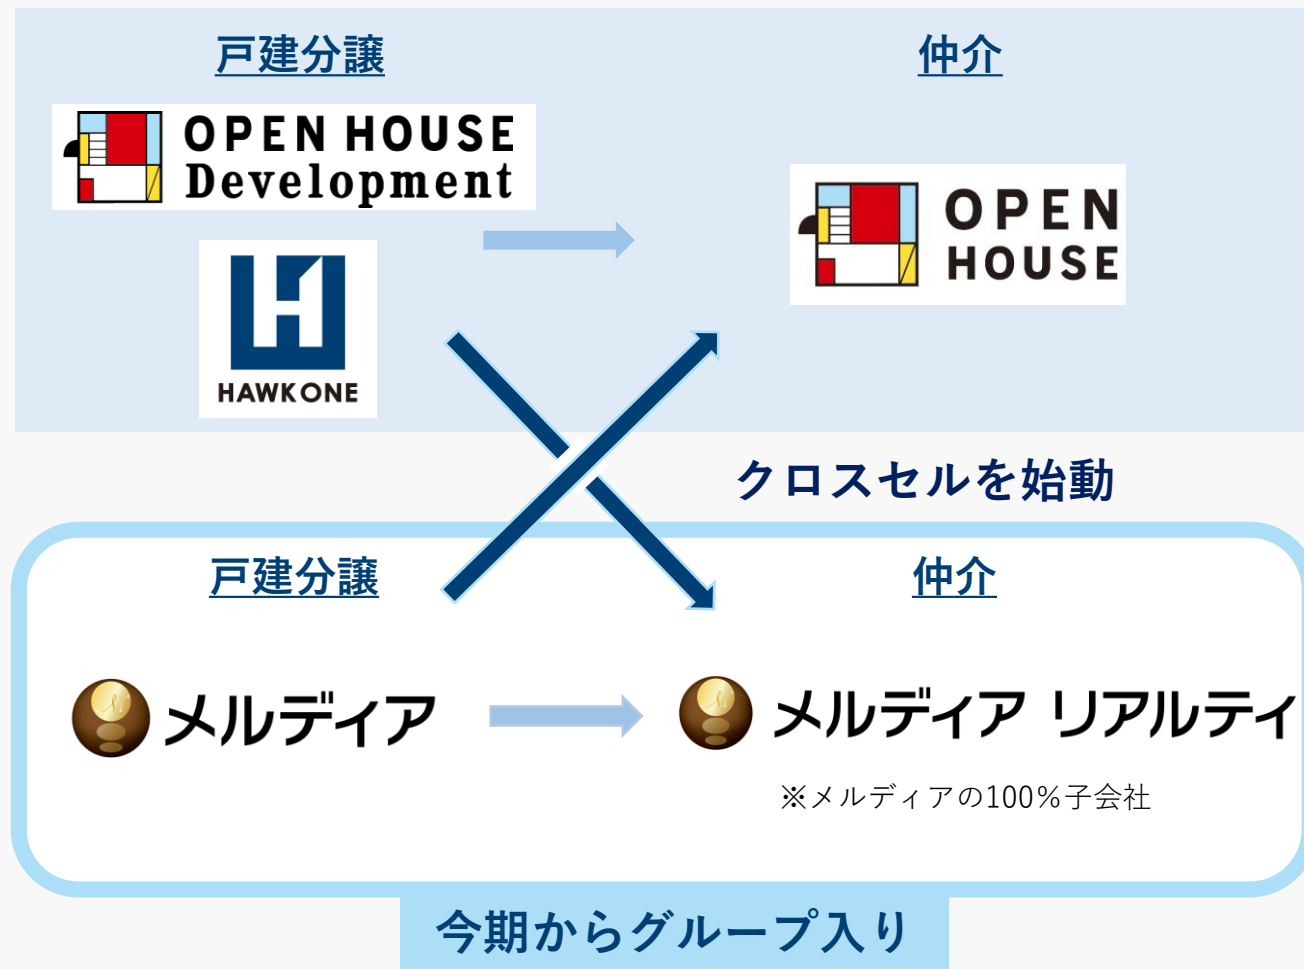 戸建分譲
仲介
OPEN HOUSE
Development
OPEN
HOUSE
HAWK ONE
クロスセルを始動
戸建分譲
仲介
メルディア
メルディア リアルティ
※メルディアの100%子会社
今期からグループ入り